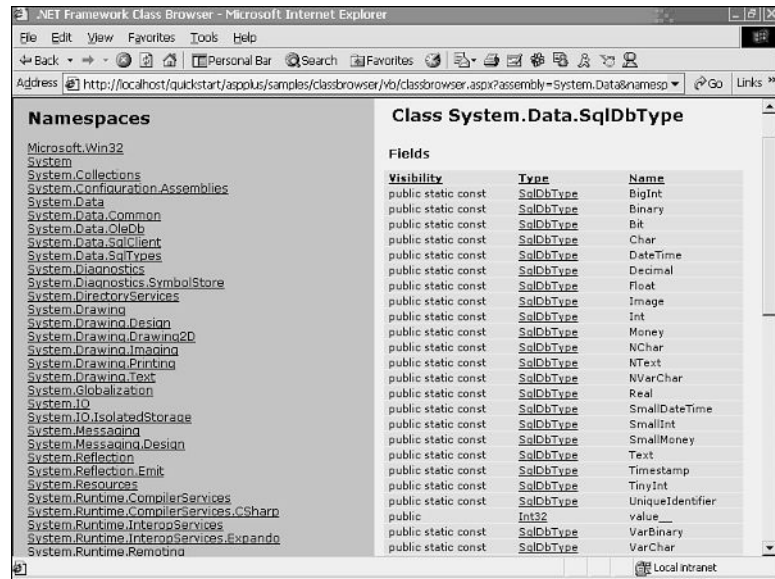 .NET Framework Class Browser - Microsoft Internet Explorer
File Edit View Favorites Tools Help
Back Personal Bar Search Favorites
Address http://localhost/quickstart/aspplus/samples/classbrowser/vb/classbrowser.aspx?assembly=System.Data&namesp Go Links »
Namespaces
Microsoft.Win32
System
System.Collections
System.Configuration.Assemblies
System.Data
System.Data.Common
System.Data.OleDb
System.Data.SqlClient
System.Data.SqlTypes
System.Diagnostics
System.Diagnostics.SymbolStore
System.DirectoryServices
System.Drawing
System.Drawing.Design
System.Drawing.Drawing2D
System.Drawing.Imaging
System.Drawing.Printing
System.Drawing.Text
System.Globalization
System.IO
System.IO.IsolatedStorage
System.Messaging
System.Messaging.Design
System.Reflection
System.Reflection.Emit
System.Resources
System.Runtime.CompilerServices
System.Runtime.CompilerServices.CSharp
System.Runtime.InteropServices
System.Runtime.InteropServices.Expando
System.Runtime.Remoting
Class System.Data.SqlDbType
Fields
Visibility Type Name
public static const SqlDbType BigInt
public static const SqlDbType Binary
public static const SqlDbType Bit
public static const SqlDbType Char
public static const SqlDbType DateTime
public static const SqlDbType Decimal
public static const SqlDbType Float
public static const SqlDbType Image
public static const SqlDbType Int
public static const SqlDbType Money
public static const SqlDbType NChar
public static const SqlDbType NText
public static const SqlDbType NVarChar
public static const SqlDbType Real
public static const SqlDbType SmallDateTime
public static const SqlDbType SmallInt
public static const SqlDbType SmallMoney
public static const SqlDbType Text
public static const SqlDbType Timestamp
public static const SqlDbType TinyInt
public static const SqlDbType UniqueIdentifier
public Int32 value__
public static const SqlDbType VarBinary
public static const SqlDbType VarChar
Local intranet